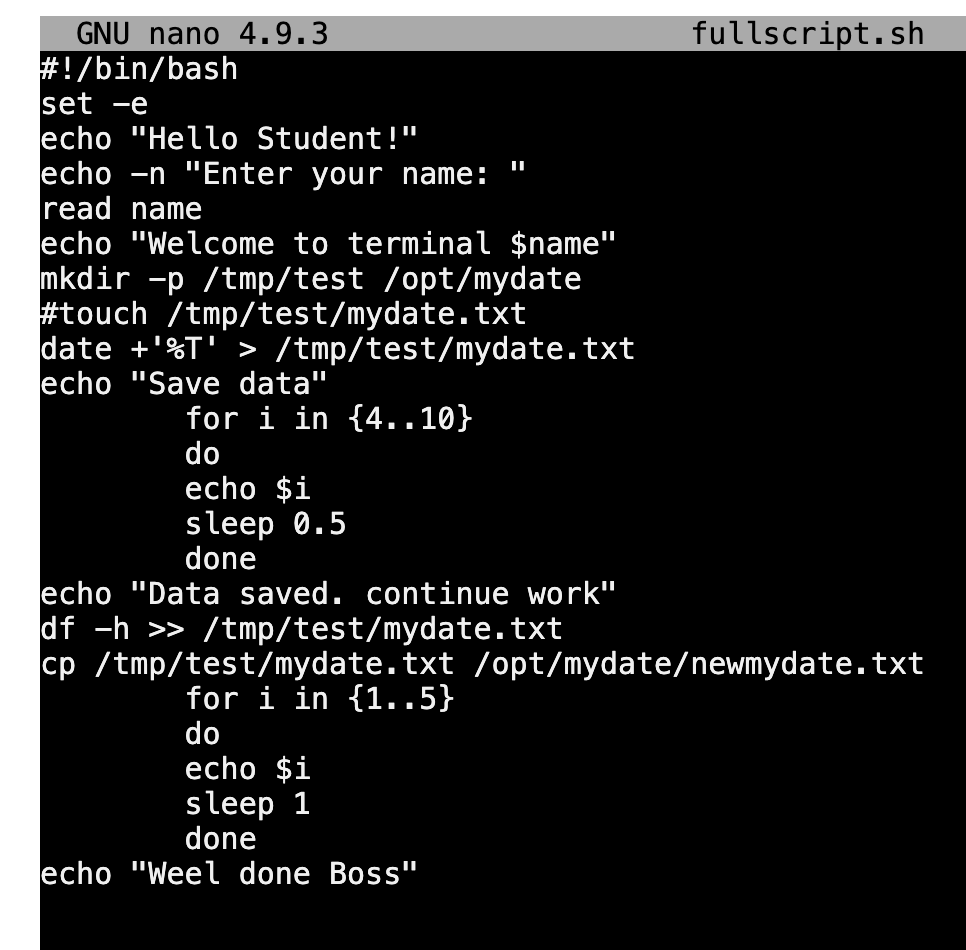 GNU nano 4.9.3 fullscript.sh
#!/bin/bash
set -e
echo "Hello Student!"
echo -n "Enter your name: "
read name
echo "Welcome to terminal $name"
mkdir -p /tmp/test /opt/mydate
#touch /tmp/test/mydate.txt
date +'%T' > /tmp/test/mydate.txt
echo "Save data"
        for i in {4..10}
        do
        echo $i
        sleep 0.5
        done
echo "Data saved. continue work"
df -h >> /tmp/test/mydate.txt
cp /tmp/test/mydate.txt /opt/mydate/newmydate.txt
        for i in {1..5}
        do
        echo $i
        sleep 1
        done
echo "Weel done Boss"